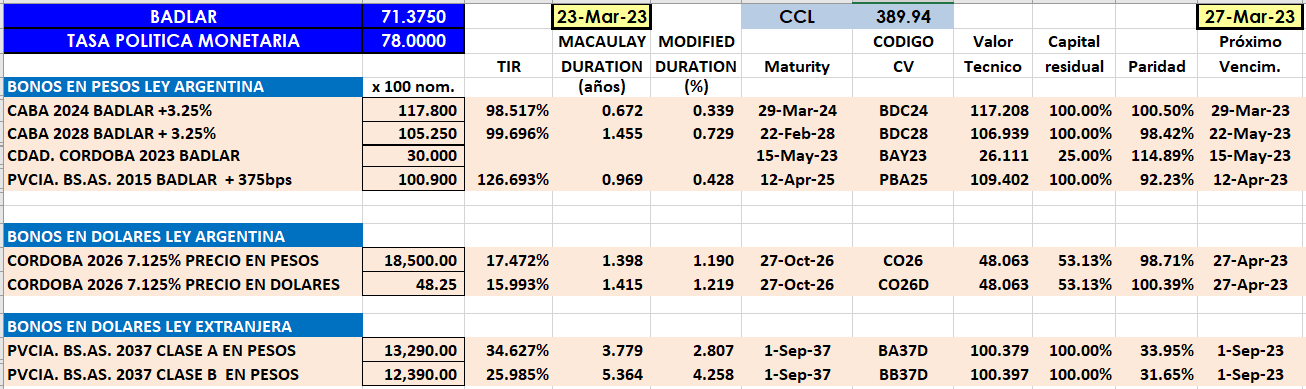 BADLAR 71.3750 23-Mar-23 CCL 389.94 27-Mar-23
TASA POLITICA MONETARIA 78.0000 MACAULAY MODIFIED CODIGO Valor Capital Próximo
TIR DURATION DURATION Maturity CV Tecnico residual Paridad Vencim.
BONOS EN PESOS LEY ARGENTINA x 100 nom. (años) (%)
CABA 2024 BADLAR +3.25% 117.800 98.517% 0.672 0.339 29-Mar-24 BDC24 117.208 100.00% 100.50% 29-Mar-23
CABA 2028 BADLAR + 3.25% 105.250 99.696% 1.455 0.729 22-Feb-28 BDC28 106.939 100.00% 98.42% 22-May-23
CDAD. CORDOBA 2023 BADLAR 30.000 15-May-23 BAY23 26.111 25.00% 114.89% 15-May-23
PVCIA. BS.AS. 2015 BADLAR + 375bps 100.900 126.693% 0.969 0.428 12-Apr-25 PBA25 109.402 100.00% 92.23% 12-Apr-23
BONOS EN DOLARES LEY ARGENTINA
CORDOBA 2026 7.125% PRECIO EN PESOS 18,500.00 17.472% 1.398 1.190 27-Oct-26 CO26 48.063 53.13% 98.71% 27-Apr-23
CORDOBA 2026 7.125% PRECIO EN DOLARES 48.25 15.993% 1.415 1.219 27-Oct-26 CO26D 48.063 53.13% 100.39% 27-Apr-23
BONOS EN DOLARES LEY EXTRANJERA
PVCIA. BS.AS. 2037 CLASE A EN PESOS 13,290.00 34.627% 3.779 2.807 1-Sep-37 BA37D 100.379 100.00% 33.95% 1-Sep-23
PVCIA. BS.AS. 2037 CLASE B EN PESOS 12,390.00 25.985% 5.364 4.258 1-Sep-37 BB37D 100.397 100.00% 31.65% 1-Sep-23